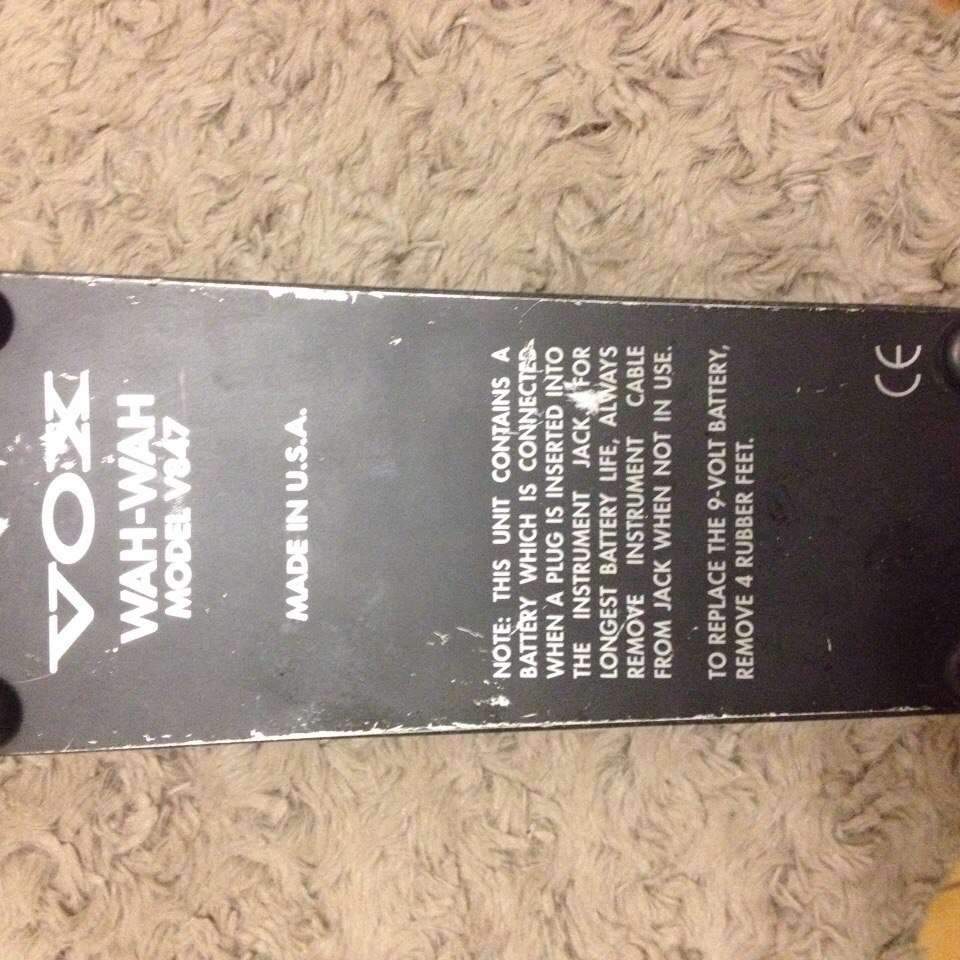 VOX
WAH-WAH
MODEL V847
MADE IN U.S.A.
NOTE: THIS UNIT CONTAINS A
BATTERY WHICH IS CONNECTED
WHEN A PLUG IS INSERTED INTO
THE INSTRUMENT JACK. FOR
LONGEST BATTERY LIFE, ALWAYS
REMOVE INSTRUMENT CABLE
FROM JACK WHEN NOT IN USE.
TO REPLACE THE 9-VOLT BATTERY,
REMOVE 4 RUBBER FEET.
CE